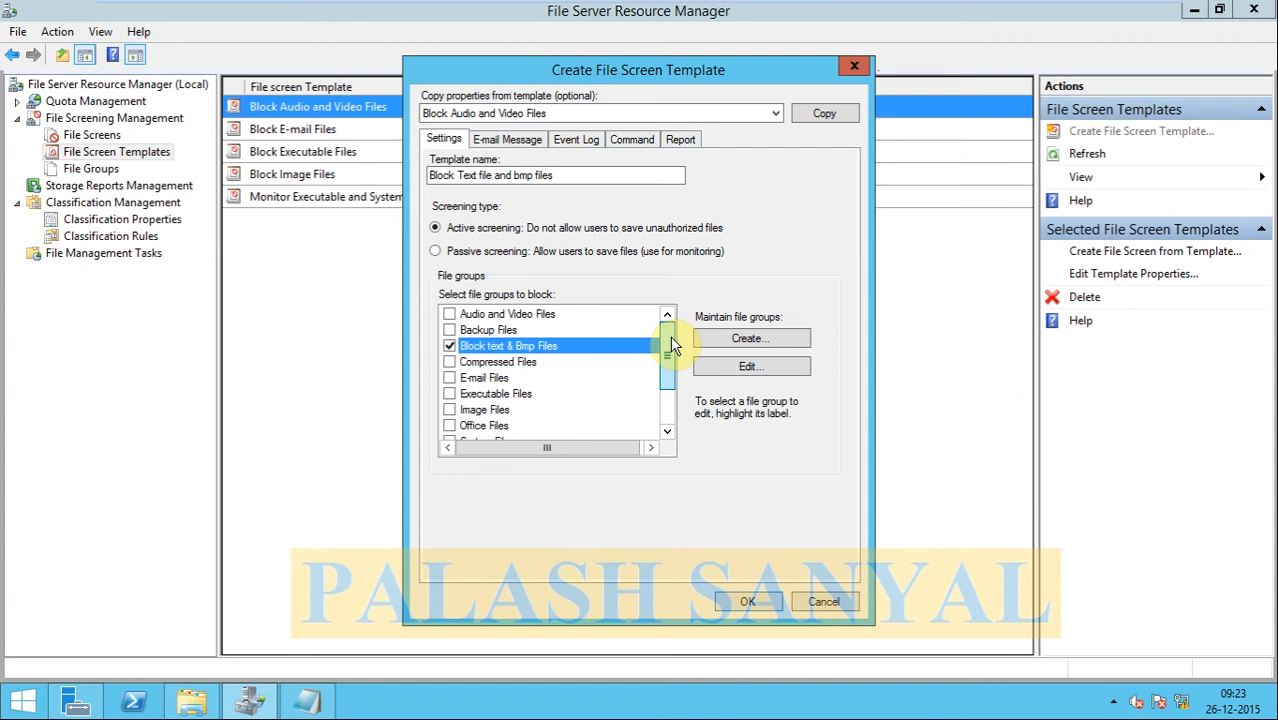 File Server Resource Manager
File Action View Help
File Server Resource Manager (Local)
Quota Management
File Screening Management
File Screens
File Screen Templates
File Groups
Storage Reports Management
Classification Management
Classification Properties
Classification Rules
File Management Tasks
File screen Template
Block Audio and Video Files
Block E-mail Files
Block Executable Files
Block Image Files
Monitor Executable and System
Create File Screen Template
Copy properties from template (optional):
Block Audio and Video Files
Copy
Settings E-mail Message Event Log Command Report
Template name:
Block Text file and bmp files
Screening type:
Active screening: Do not allow users to save unauthorized files
Passive screening: Allow users to save files (use for monitoring)
File groups
Select file groups to block:
Audio and Video Files
Backup Files
Block text & Bmp Files
Compressed Files
E-mail Files
Executable Files
Image Files
Office Files
Maintain file groups:
Create...
Edit...
To select a file group to
edit, highlight its label.
OK Cancel
PALASH SANYAL
Actions
File Screen Templates
Create File Screen Template...
Refresh
View
Help
Selected File Screen Templates
Create File Screen from Template...
Edit Template Properties...
Delete
Help
09:23
26-12-2015